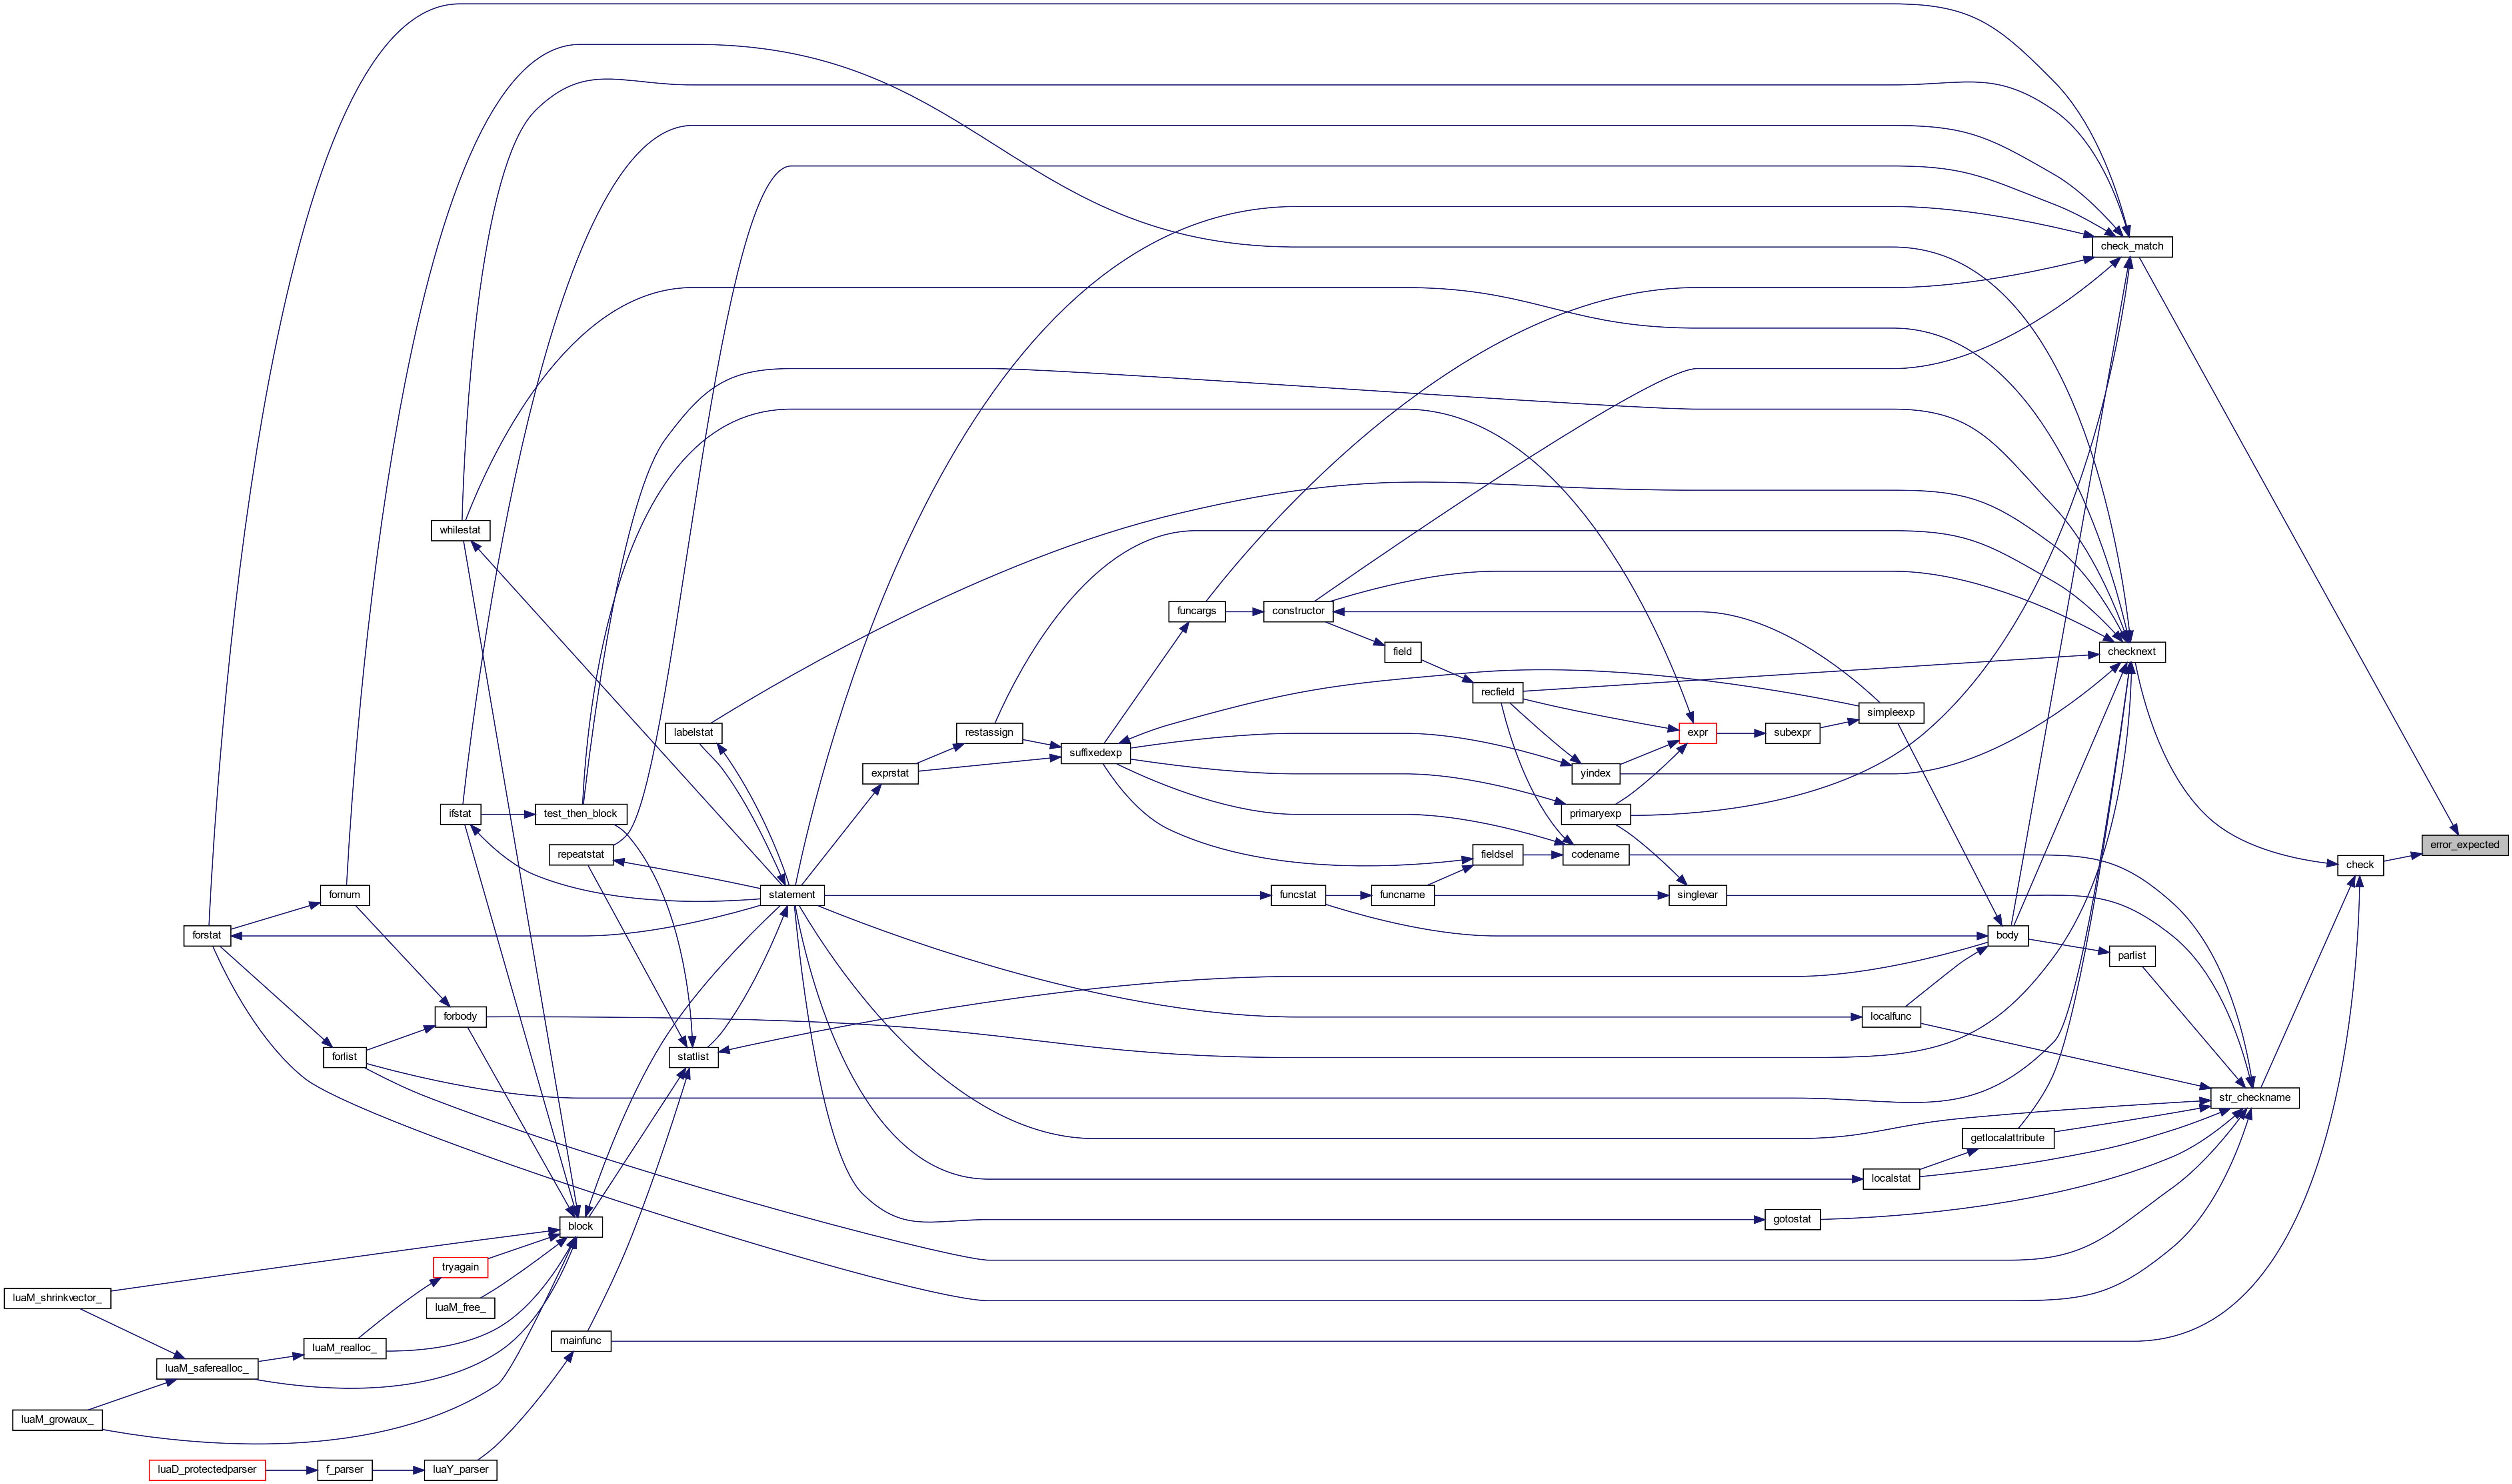 check_match
whilestat
funcargs
constructor
field
checknext
recfield
simpleexp
labelstat
restassign
expr
subexpr
suffixedexp
exprstat
yindex
ifstat
test_then_block
primaryexp
error_expected
repeatstat
fieldsel
codename
check
fornum
statement
funcstat
funcname
singlevar
forstat
body
parlist
forbody
localfunc
forlist
statlist
str_checkname
getlocalattribute
localstat
block
gotostat
tryagain
luaM_shrinkvector_
luaM_free_
mainfunc
luaM_realloc_
luaM_saferealloc_
luaM_growaux_
luaD_protectedparser
f_parser
luaY_parser